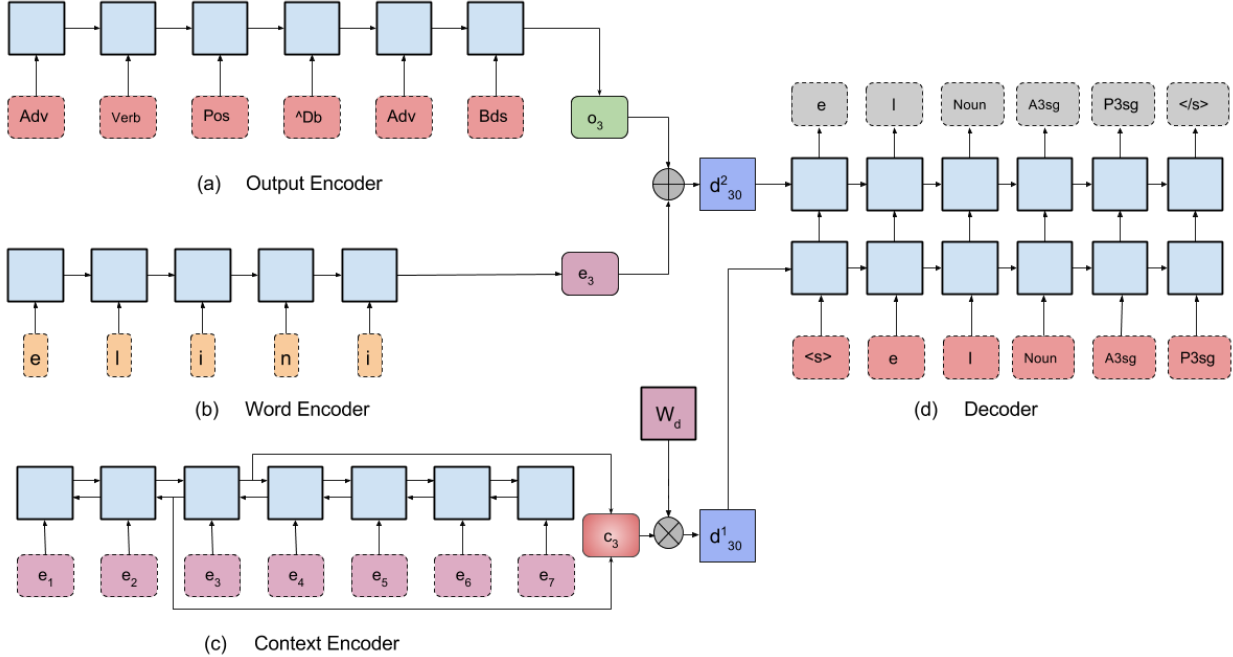 Adv Verb Pos ^Db Adv Bds
o3
(a) Output Encoder
e l Noun A3sg P3sg </s>
d²30
e3
e l i n i
(b) Word Encoder
<s> e l Noun A3sg P3sg
(d) Decoder
Wd
c3
d¹30
e1 e2 e3 e4 e5 e6 e7
(c) Context Encoder